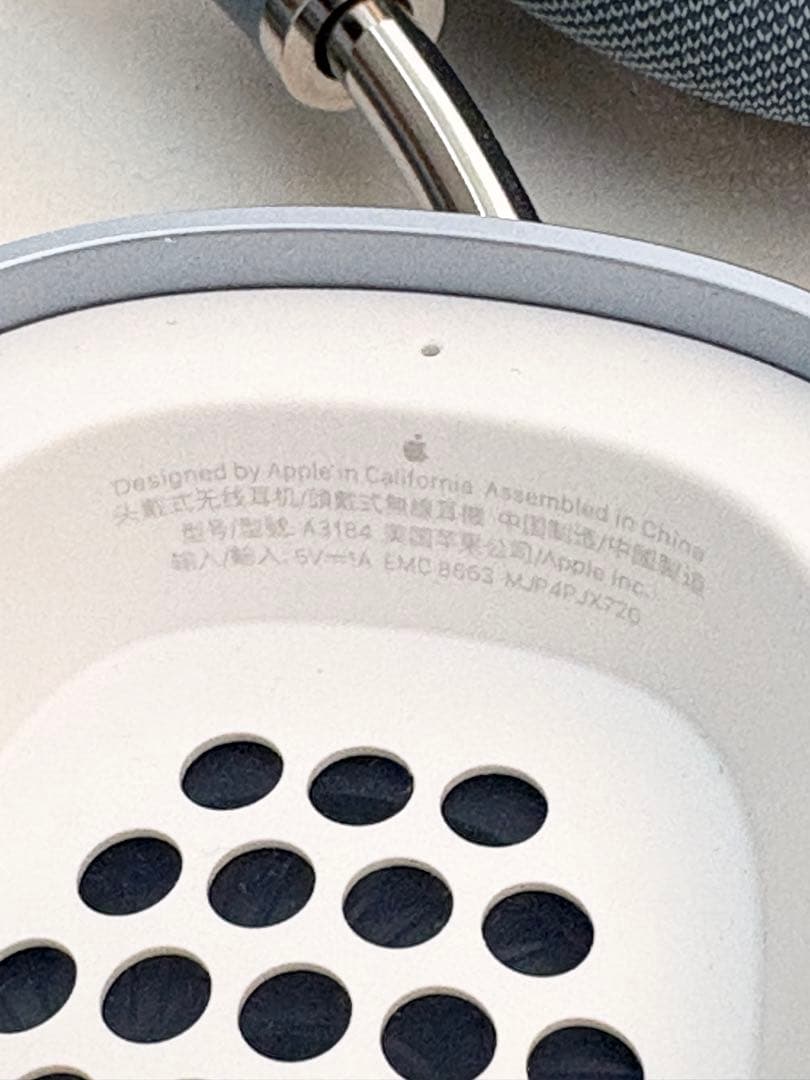 Designed by Apple in California Assembled in China
头戴式无线耳机/頭戴式無線耳機 中国制造/中國製造
型号/型號 A3184 美国苹果公司/Apple Inc.
输入/輸入: 5V⎓1A EMC 8663 MJP4PJX72G